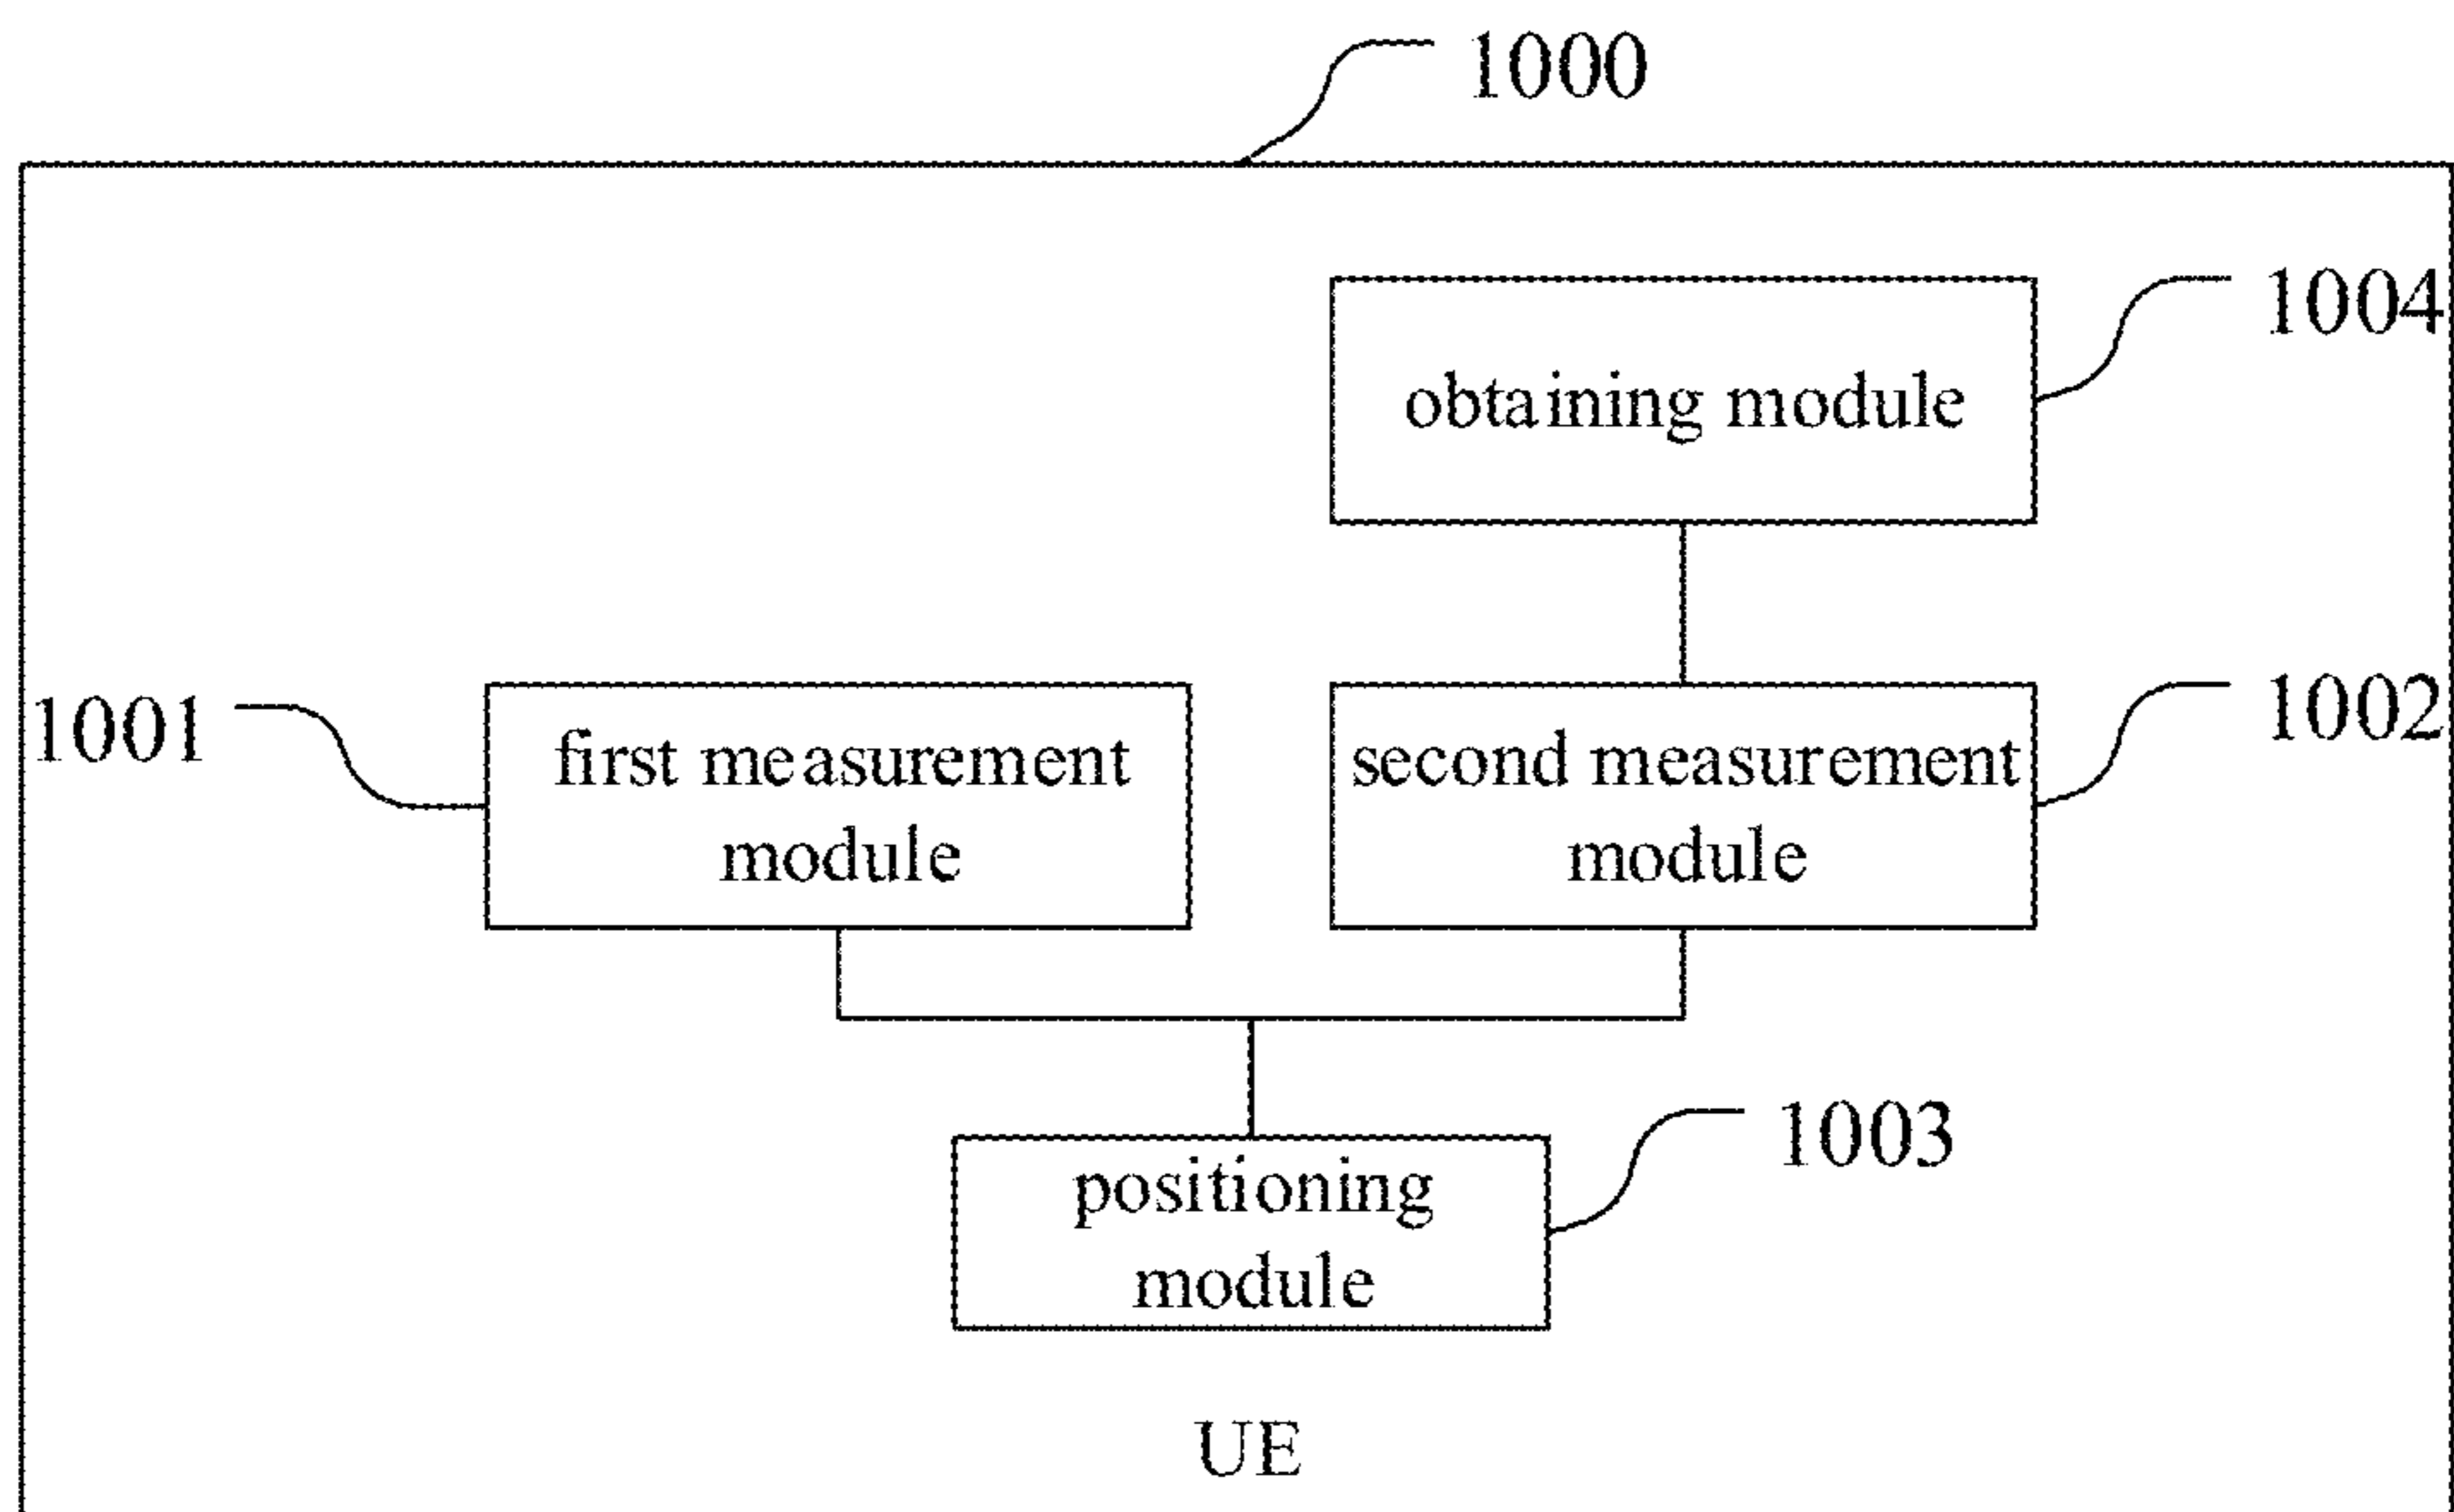 1000
1004
obtaining module
1001
first measurement
module
second measurement
module
1002
1003
positioning
module
UE